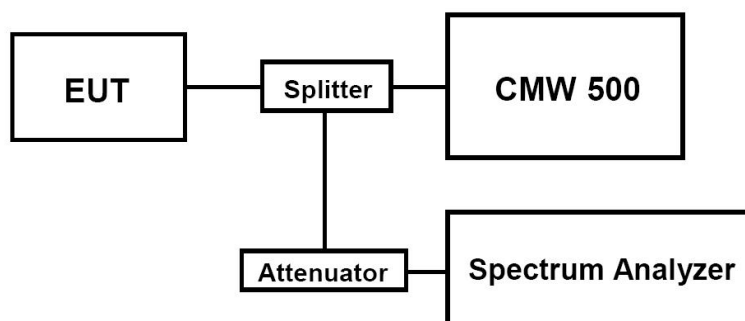 EUT
Splitter
CMW 500
Attenuator
Spectrum Analyzer